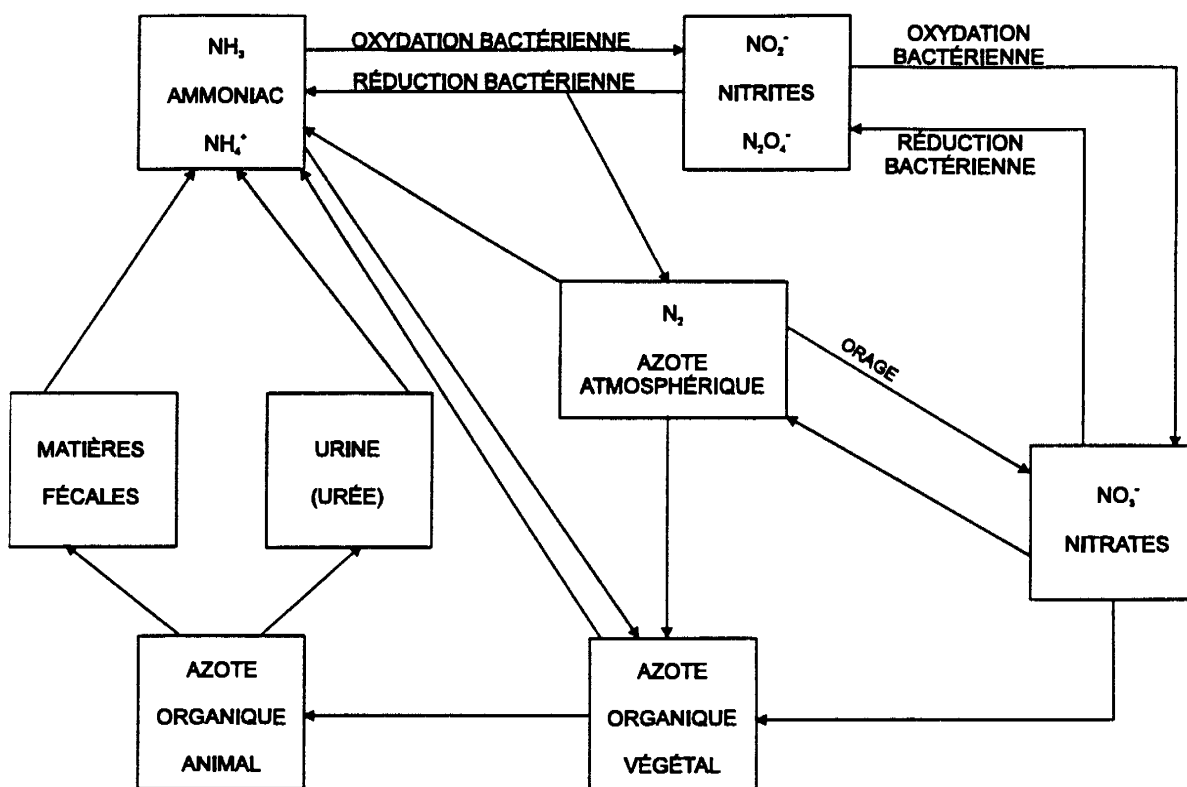 NH₃
AMMONIAC
NH₄⁺
OXYDATION BACTÉRIENNE
RÉDUCTION BACTÉRIENNE
NO₂⁻
NITRITES
N₂O₄⁻
OXYDATION
BACTÉRIENNE
RÉDUCTION
BACTÉRIENNE
N₂
AZOTE
ATMOSPHÉRIQUE
ORAGE
MATIÈRES
FÉCALES
URINE
(URÉE)
NO₃⁻
NITRATES
AZOTE
ORGANIQUE
ANIMAL
AZOTE
ORGANIQUE
VÉGÉTAL